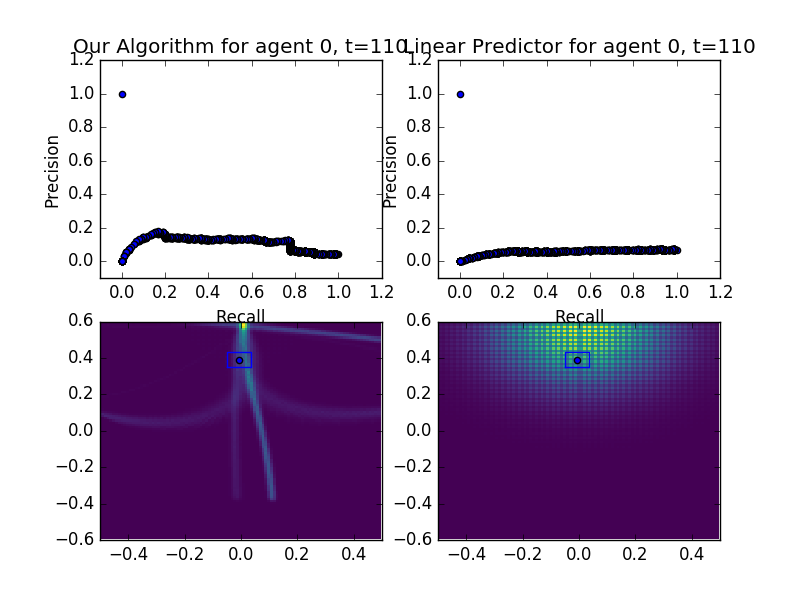 Our Algorithm for agent 0, t=110
Linear Predictor for agent 0, t=110
1.2
1.0
0.8
0.6
0.4
0.2
0.0
Precision
0.0 0.2 0.4 0.6 0.8 1.0 1.2
Recall
1.2
1.0
0.8
0.6
0.4
0.2
0.0
Precision
0.0 0.2 0.4 0.6 0.8 1.0 1.2
Recall
0.6
0.4
0.2
0.0
−0.2
−0.4
−0.6
−0.4 −0.2 0.0 0.2 0.4
0.6
0.4
0.2
0.0
−0.2
−0.4
−0.6
−0.4 −0.2 0.0 0.2 0.4